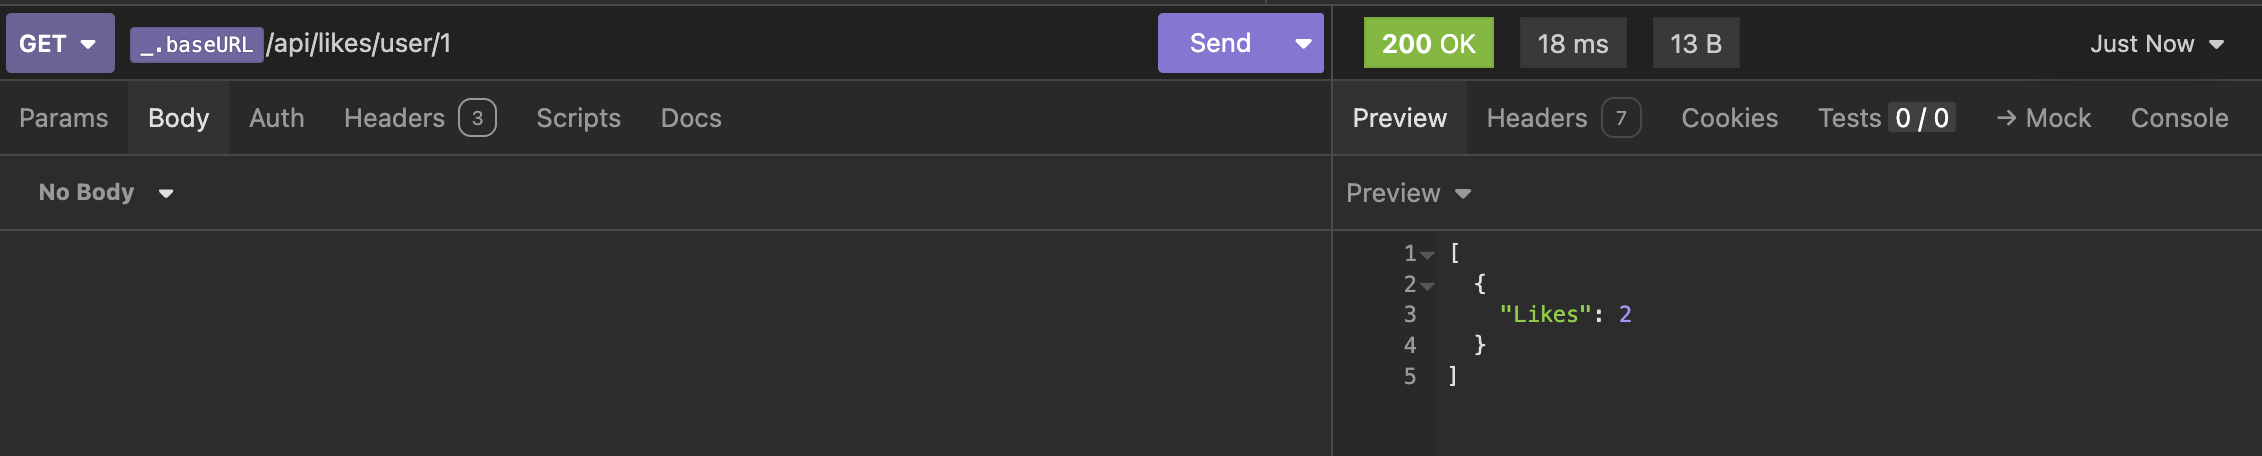 GET _.baseURL/api/likes/user/1 Send 200 OK 18 ms 13 B Just Now
Params Body Auth Headers 3 Scripts Docs Preview Headers 7 Cookies Tests 0 / 0 → Mock Console
No Body Preview
1 [
2 {
3 "Likes": 2
4 }
5 ]